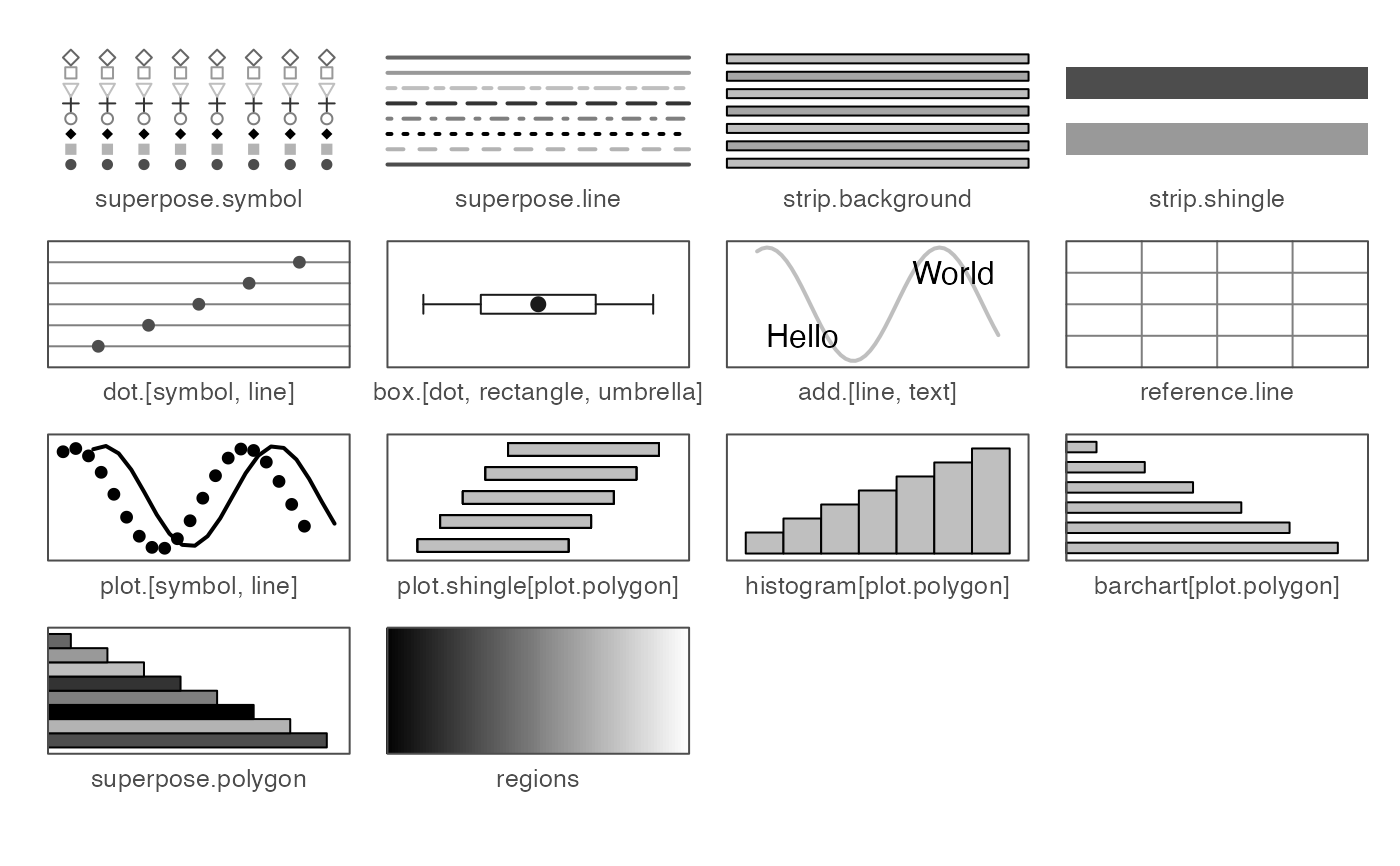 superpose.symbol
superpose.line
strip.background
strip.shingle
World
Hello
dot.[symbol, line]
box.[dot, rectangle, umbrella]
add.[line, text]
reference.line
plot.[symbol, line]
plot.shingle[plot.polygon]
histogram[plot.polygon]
barchart[plot.polygon]
superpose.polygon
regions